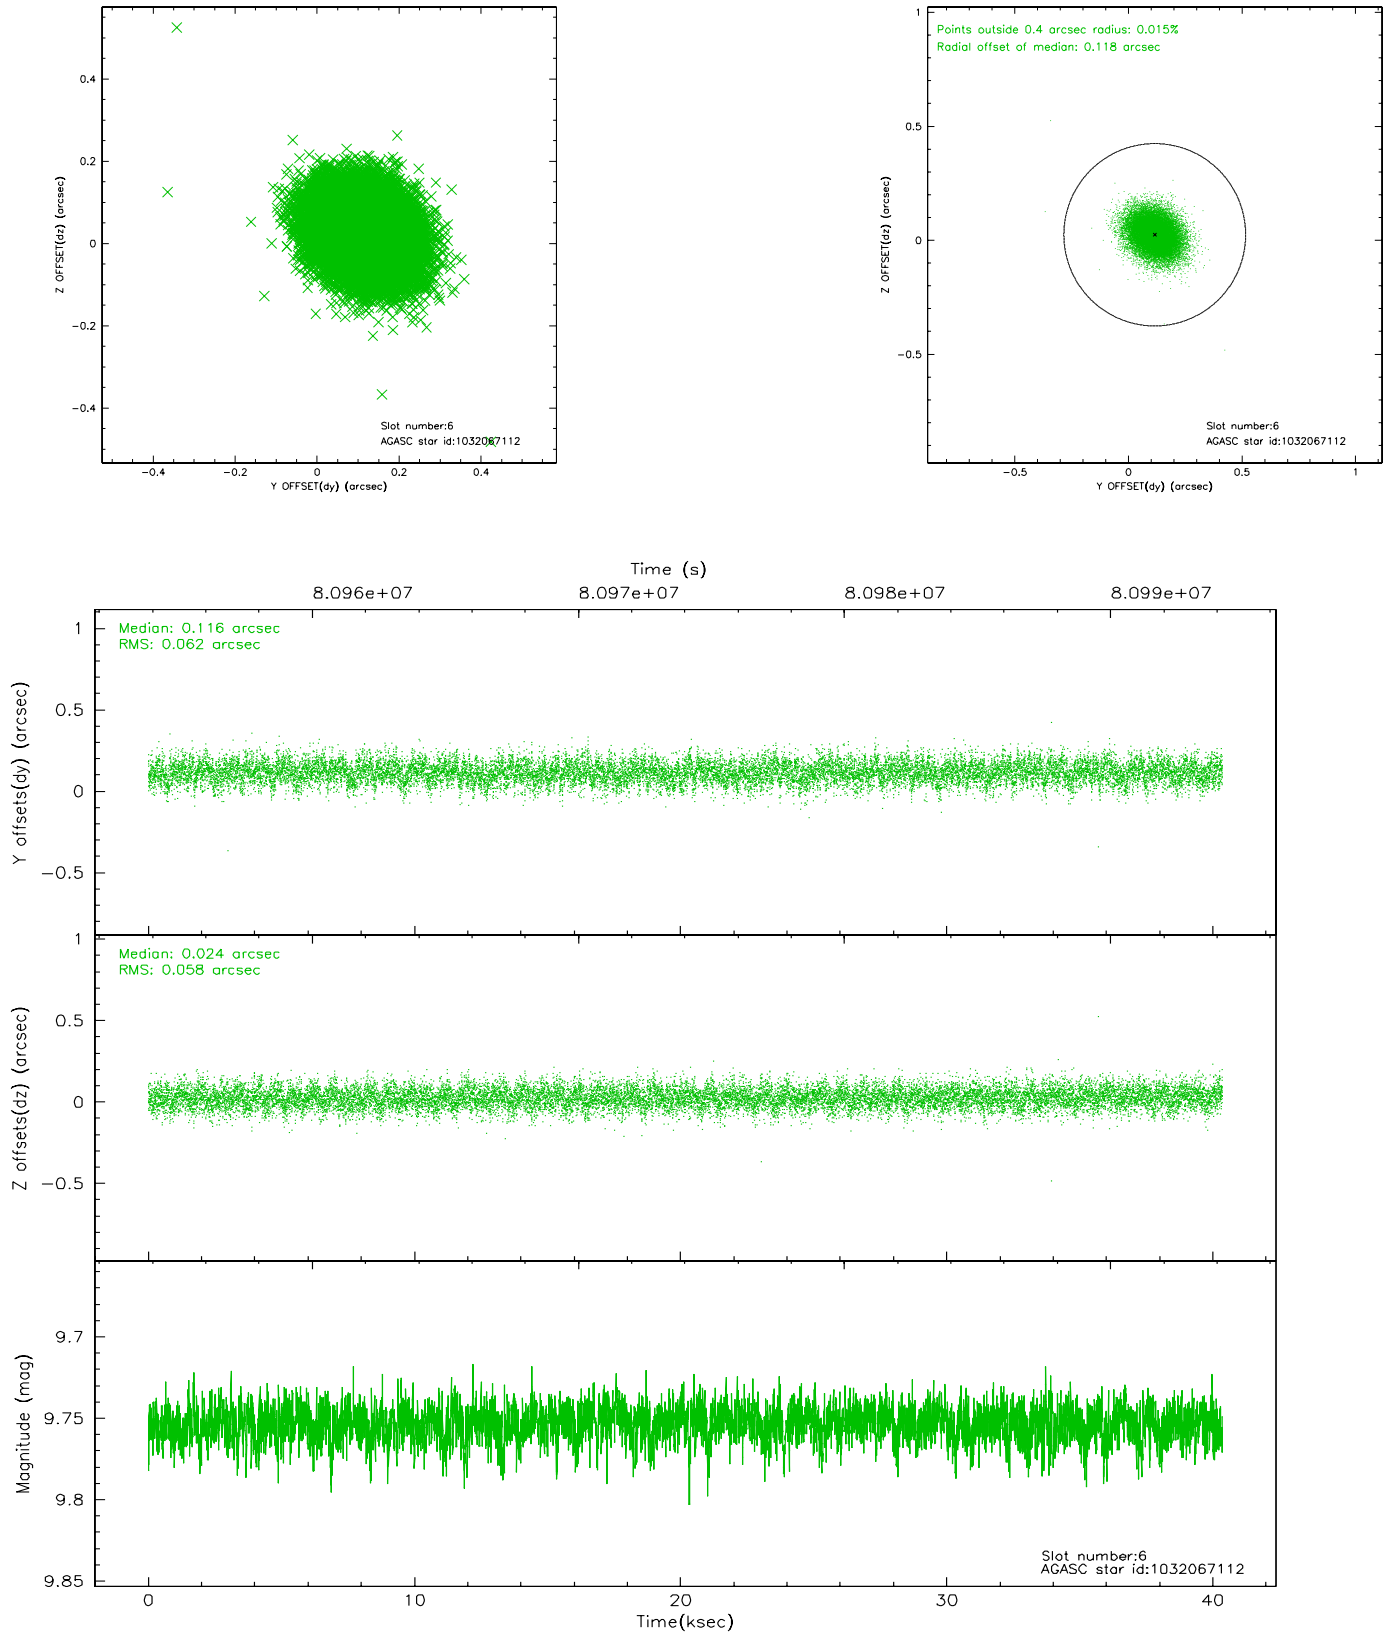 0.4
0.2
0
-0.2
-0.4
Z OFFSET(dz) (arcsec)
-0.4 -0.2 0 0.2 0.4
Y OFFSET(dy) (arcsec)
Slot number:6
AGASC star id:1032067112
Points outside 0.4 arcsec radius: 0.015%
Radial offset of median: 0.118 arcsec
1
0.5
0
-0.5
Z OFFSET(dz) (arcsec)
-0.5 0 0.5 1
Y OFFSET(dy) (arcsec)
Slot number:6
AGASC star id:1032067112
Time (s)
8.096e+07 8.097e+07 8.098e+07 8.099e+07
Median: 0.116 arcsec
RMS: 0.062 arcsec
1
0.5
0
-0.5
Y offsets(dy) (arcsec)
Median: 0.024 arcsec
RMS: 0.058 arcsec
1
0.5
0
-0.5
Z offsets(dz) (arcsec)
9.7
9.75
9.8
9.85
Magnitude (mag)
Slot number:6
AGASC star id:1032067112
0 10 20 30 40
Time(ksec)